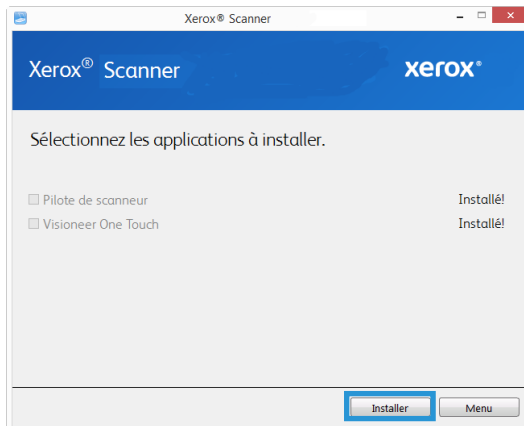 Xerox® Scanner
Xerox® Scanner
xerox®
Sélectionnez les applications à installer.
Pilote de scanneur Installé!
Visioneer One Touch Installé!
Installer Menu